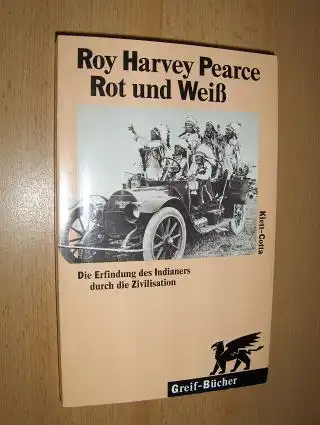 Roy Harvey Pearce
Rot und Weiß
Klett-Cotta
Die Erfindung des Indianers
durch die Zivilisation
Greif-Bücher